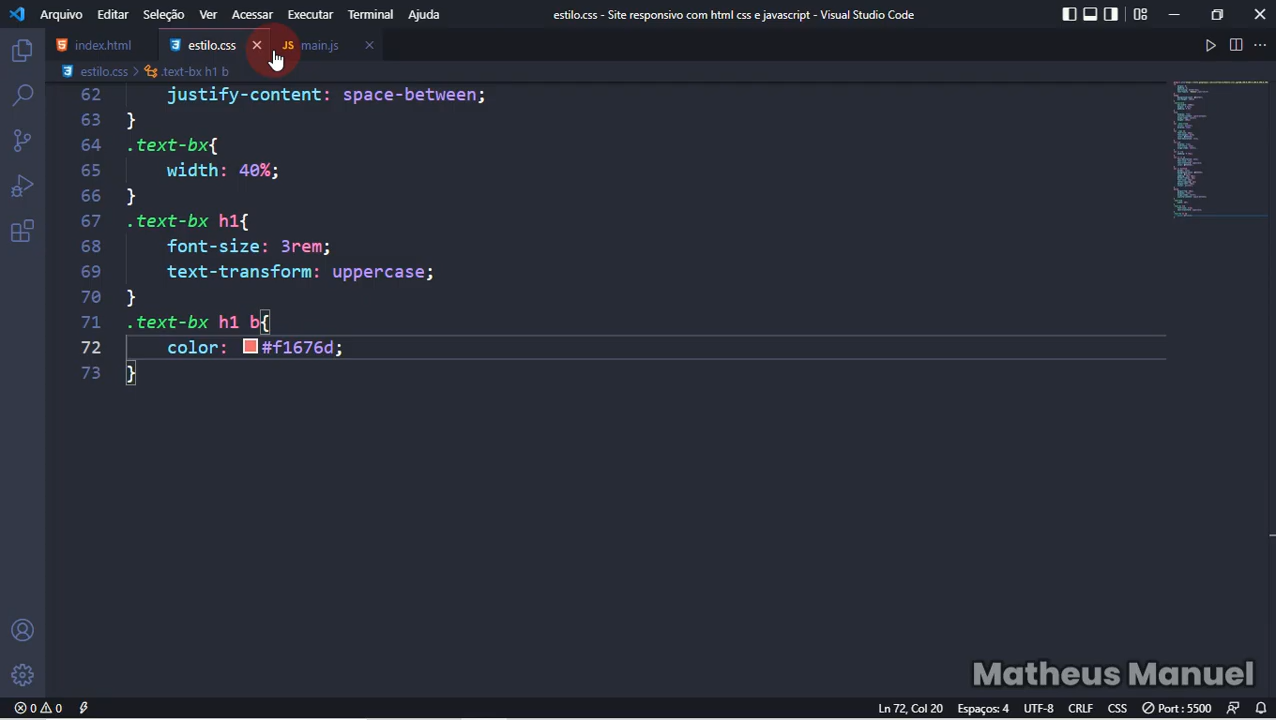 Arquivo Editar Seleção Ver Acessar Executar Terminal Ajuda estilo.css - Site responsivo com html css e javascript - Visual Studio Code
index.html estilo.css JS main.js
estilo.css > .text-bx h1 b
62 justify-content: space-between;
63 }
64 .text-bx{
65 width: 40%;
66 }
67 .text-bx h1{
68 font-size: 3rem;
69 text-transform: uppercase;
70 }
71 .text-bx h1 b{
72 color: #f1676d;
73 }
Matheus Manuel
0 0 Ln 72, Col 20 Espaços: 4 UTF-8 CRLF CSS Port : 5500